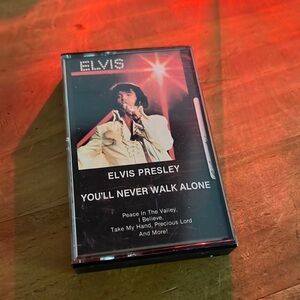 ELVIS
ELVIS PRESLEY
YOU'LL NEVER WALK ALONE
Peace In The Valley,
I Believe,
Take My Hand, Precious Lord
And More!